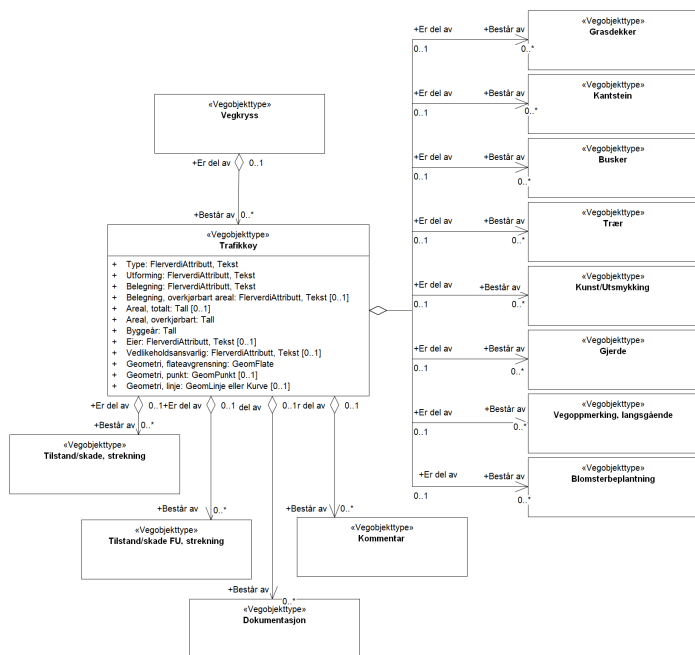 «Vegobjekttype»
Vegkryss
+Er del av 0..1
+Består av 0..*
«Vegobjekttype»
Trafikkøy
+ Type: FlerverdiAttributt, Tekst
+ Utforming: FlerverdiAttributt, Tekst
+ Belegning: FlerverdiAttributt, Tekst
+ Belegning, overkjørbart areal: FlerverdiAttributt, Tekst [0..1]
+ Areal, totalt: Tall [0..1]
+ Areal, overkjørbart: Tall
+ Byggeår: Tall
+ Eier: FlerverdiAttributt, Tekst [0..1]
+ Vedlikeholdsansvarlig: FlerverdiAttributt, Tekst [0..1]
+ Geometri, flateavgrensning: GeomFlate
+ Geometri, punkt: GeomPunkt [0..1]
+ Geometri, linje: GeomLinje eller Kurve [0..1]
+Er del av 0..1+Er del av 0..1 del av 0..1r del av 0..1
+Består av 0..*
«Vegobjekttype»
Tilstand/skade, strekning
+Består av 0..*
«Vegobjekttype»
Tilstand/skade FU, strekning
+Består av 0..*
«Vegobjekttype»
Kommentar
+Består av
0..*
«Vegobjekttype»
Dokumentasjon
+Er del av +Består av
0..1 0..*
«Vegobjekttype»
Grasdekker
+Er del av +Består av
0..1 0..*
«Vegobjekttype»
Kantstein
+Er del av +Består av
0..1 0..*
«Vegobjekttype»
Busker
+Er del av +Består av
0..1 0..*
«Vegobjekttype»
Trær
+Er del av +Består av
0..1 0..*
«Vegobjekttype»
Kunst/Utsmykking
+Er del av +Består av
0..1 0..*
«Vegobjekttype»
Gjerde
+Er del av +Består av
0..1 0..*
«Vegobjekttype»
Vegoppmerking, langsgående
+Er del av +Består av
0..1 0..*
«Vegobjekttype»
Blomsterbeplantning